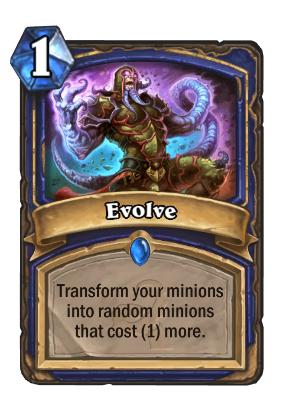 1
Evolve
Transform your minions
into random minions
that cost (1) more.